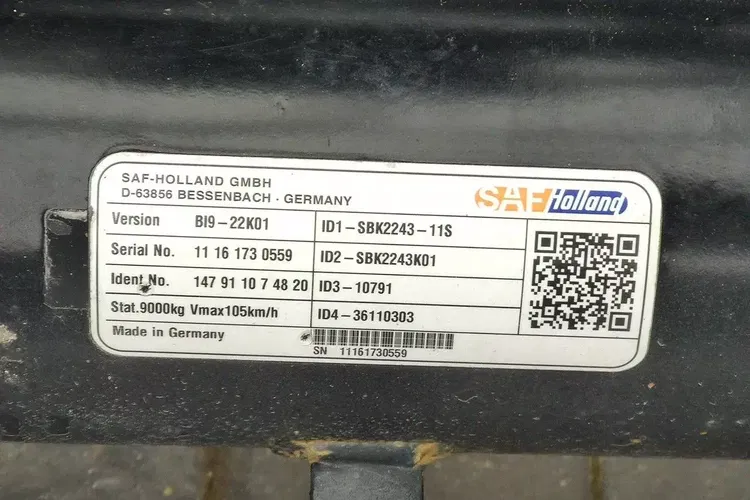 SAF-HOLLAND GMBH
D-63856 BESSENBACH · GERMANY
SAF Holland
Version BI9-22K01 ID1-SBK2243-11S
Serial No. 11 16 173 0559 ID2-SBK2243K01
Ident No. 147 91 10 7 48 20 ID3-10791
Stat.9000kg Vmax105km/h ID4-36110303
Made in Germany
SN 11161730559